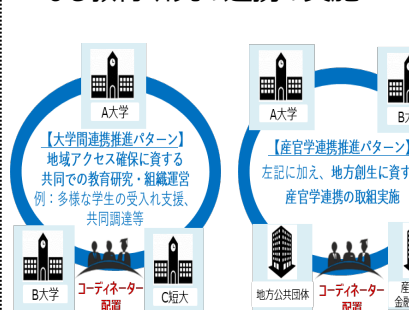 A大学
【大学間連携推進パターン】
地域アクセス確保に資する
共同での教育研究・組織運営
例：多様な学生の受入れ支援、
共同調達等
B大学
コーディネーター
配置
C短大
A大学
B大
【産官学連携推進パターン】
左記に加え、地方創生に資す
産官学連携の取組実施
地方公共団体
コーディネーター
配置
産
金融